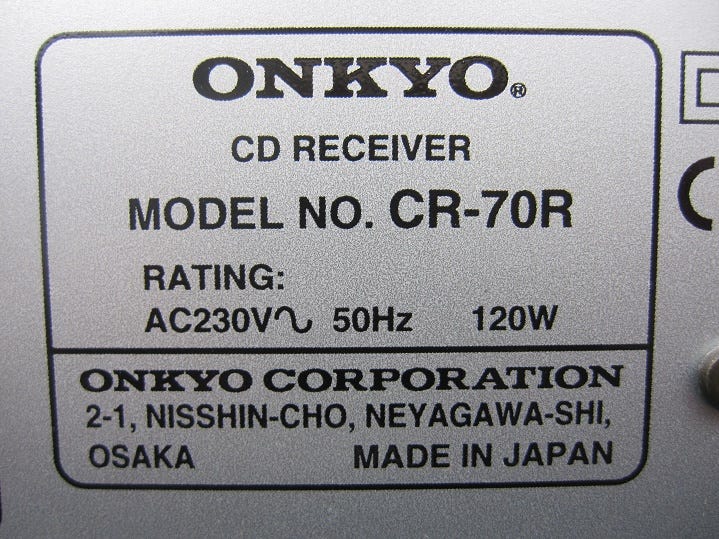 ONKYO®
CD RECEIVER
MODEL NO. CR-70R
RATING:
AC230V∿ 50Hz 120W
ONKYO CORPORATION
2-1, NISSHIN-CHO, NEYAGAWA-SHI,
OSAKA MADE IN JAPAN